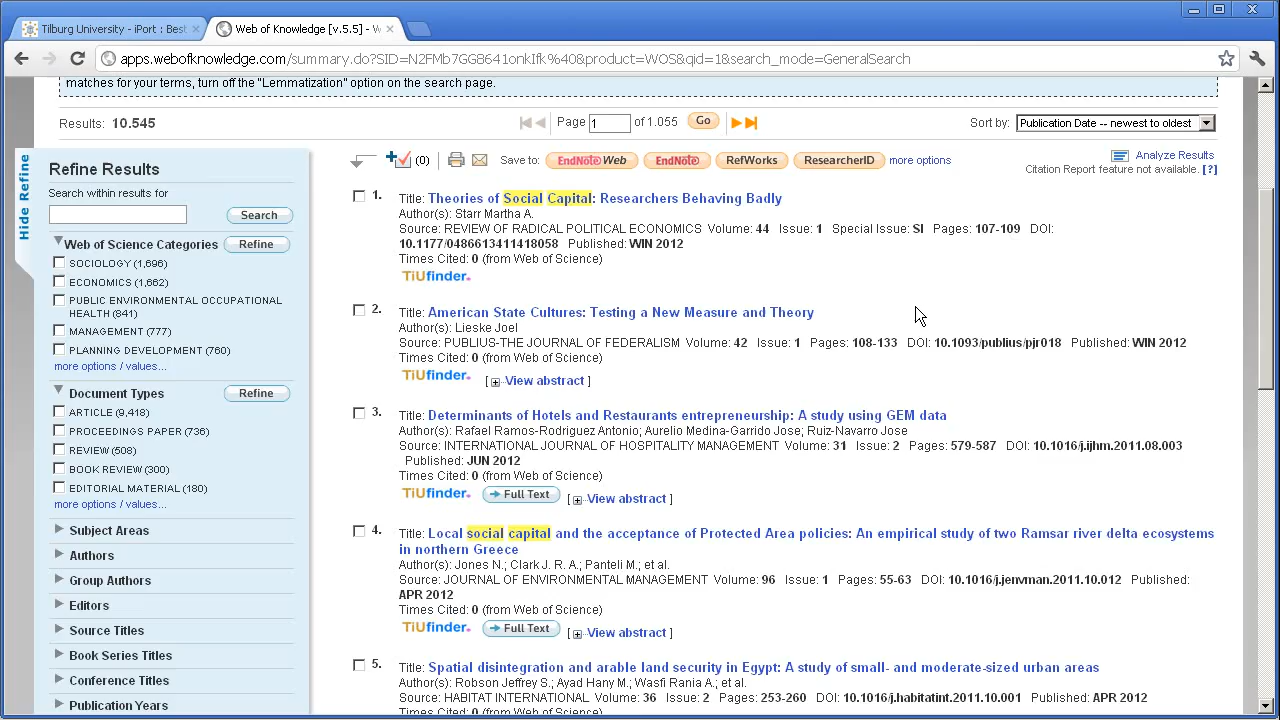 Tilburg University - iPort : Best
Web of Knowledge [v.5.5] - W
apps.webofknowledge.com/summary.do?SID=N2FMb7GGB641onkIfk%40&product=WOS&qid=1&search_mode=GeneralSearch
matches for your terms, turn off the "Lemmatization" option on the search page.
Results: 10.545
Page 1 of 1.055 Go
Sort by: Publication Date -- newest to oldest
Hide Refine
Refine Results
Search within results for
Search
Web of Science Categories Refine
SOCIOLOGY (1,696)
ECONOMICS (1,662)
PUBLIC ENVIRONMENTAL OCCUPATIONAL
HEALTH (841)
MANAGEMENT (777)
PLANNING DEVELOPMENT (760)
more options / values...
Document Types Refine
ARTICLE (9,418)
PROCEEDINGS PAPER (736)
REVIEW (508)
BOOK REVIEW (300)
EDITORIAL MATERIAL (180)
more options / values...
Subject Areas
Authors
Group Authors
Editors
Source Titles
Book Series Titles
Conference Titles
Publication Years
(0) Save to: EndNote Web EndNote RefWorks ResearcherID more options
Analyze Results
Citation Report feature not available. [?]
1. Title: Theories of Social Capital: Researchers Behaving Badly
Author(s): Starr Martha A.
Source: REVIEW OF RADICAL POLITICAL ECONOMICS Volume: 44 Issue: 1 Special Issue: SI Pages: 107-109 DOI:
10.1177/0486613411418058 Published: WIN 2012
Times Cited: 0 (from Web of Science)
TiUfinder.
2. Title: American State Cultures: Testing a New Measure and Theory
Author(s): Lieske Joel
Source: PUBLIUS-THE JOURNAL OF FEDERALISM Volume: 42 Issue: 1 Pages: 108-133 DOI: 10.1093/publius/pjr018 Published: WIN 2012
Times Cited: 0 (from Web of Science)
TiUfinder. [ View abstract ]
3. Title: Determinants of Hotels and Restaurants entrepreneurship: A study using GEM data
Author(s): Rafael Ramos-Rodriguez Antonio; Aurelio Medina-Garrido Jose; Ruiz-Navarro Jose
Source: INTERNATIONAL JOURNAL OF HOSPITALITY MANAGEMENT Volume: 31 Issue: 2 Pages: 579-587 DOI: 10.1016/j.ijhm.2011.08.003
Published: JUN 2012
Times Cited: 0 (from Web of Science)
TiUfinder. Full Text [ View abstract ]
4. Title: Local social capital and the acceptance of Protected Area policies: An empirical study of two Ramsar river delta ecosystems
in northern Greece
Author(s): Jones N.; Clark J. R. A.; Panteli M.; et al.
Source: JOURNAL OF ENVIRONMENTAL MANAGEMENT Volume: 96 Issue: 1 Pages: 55-63 DOI: 10.1016/j.jenvman.2011.10.012 Published:
APR 2012
Times Cited: 0 (from Web of Science)
TiUfinder. Full Text [ View abstract ]
5. Title: Spatial disintegration and arable land security in Egypt: A study of small- and moderate-sized urban areas
Author(s): Robson Jeffrey S.; Ayad Hany M.; Wasfi Rania A.; et al.
Source: HABITAT INTERNATIONAL Volume: 36 Issue: 2 Pages: 253-260 DOI: 10.1016/j.habitatint.2011.10.001 Published: APR 2012